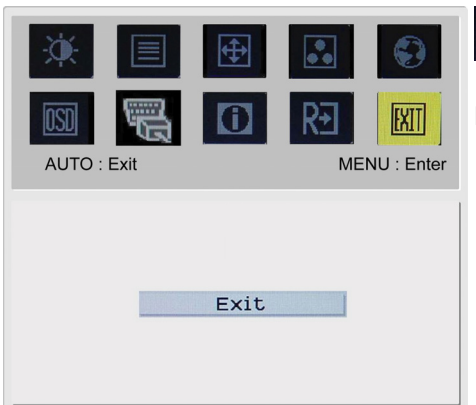 OSD
i
R
EXIT
AUTO : Exit
MENU : Enter
Exit